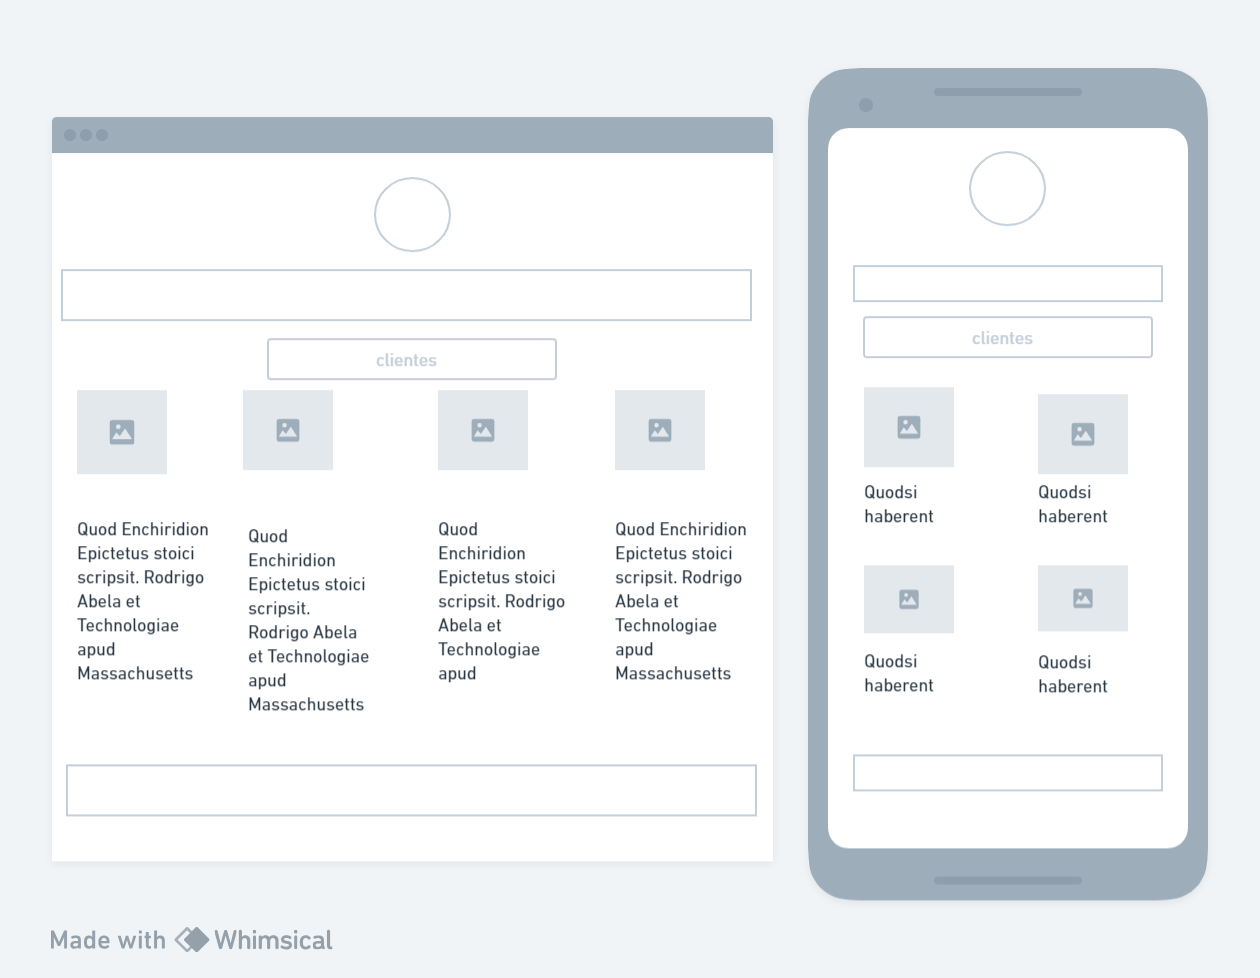 clientes
Quod Enchiridion
Epictetus stoici
scripsit. Rodrigo
Abela et
Technologiae
apud
Massachusetts
Quod
Enchiridion
Epictetus stoici
scripsit.
Rodrigo Abela
et Technologiae
apud
Massachusetts
Quod
Enchiridion
Epictetus stoici
scripsit. Rodrigo
Abela et
Technologiae
apud
Quod Enchiridion
Epictetus stoici
scripsit. Rodrigo
Abela et
Technologiae
apud
Massachusetts
clientes
Quodsi
haberent
Quodsi
haberent
Quodsi
haberent
Quodsi
haberent
Made with Whimsical